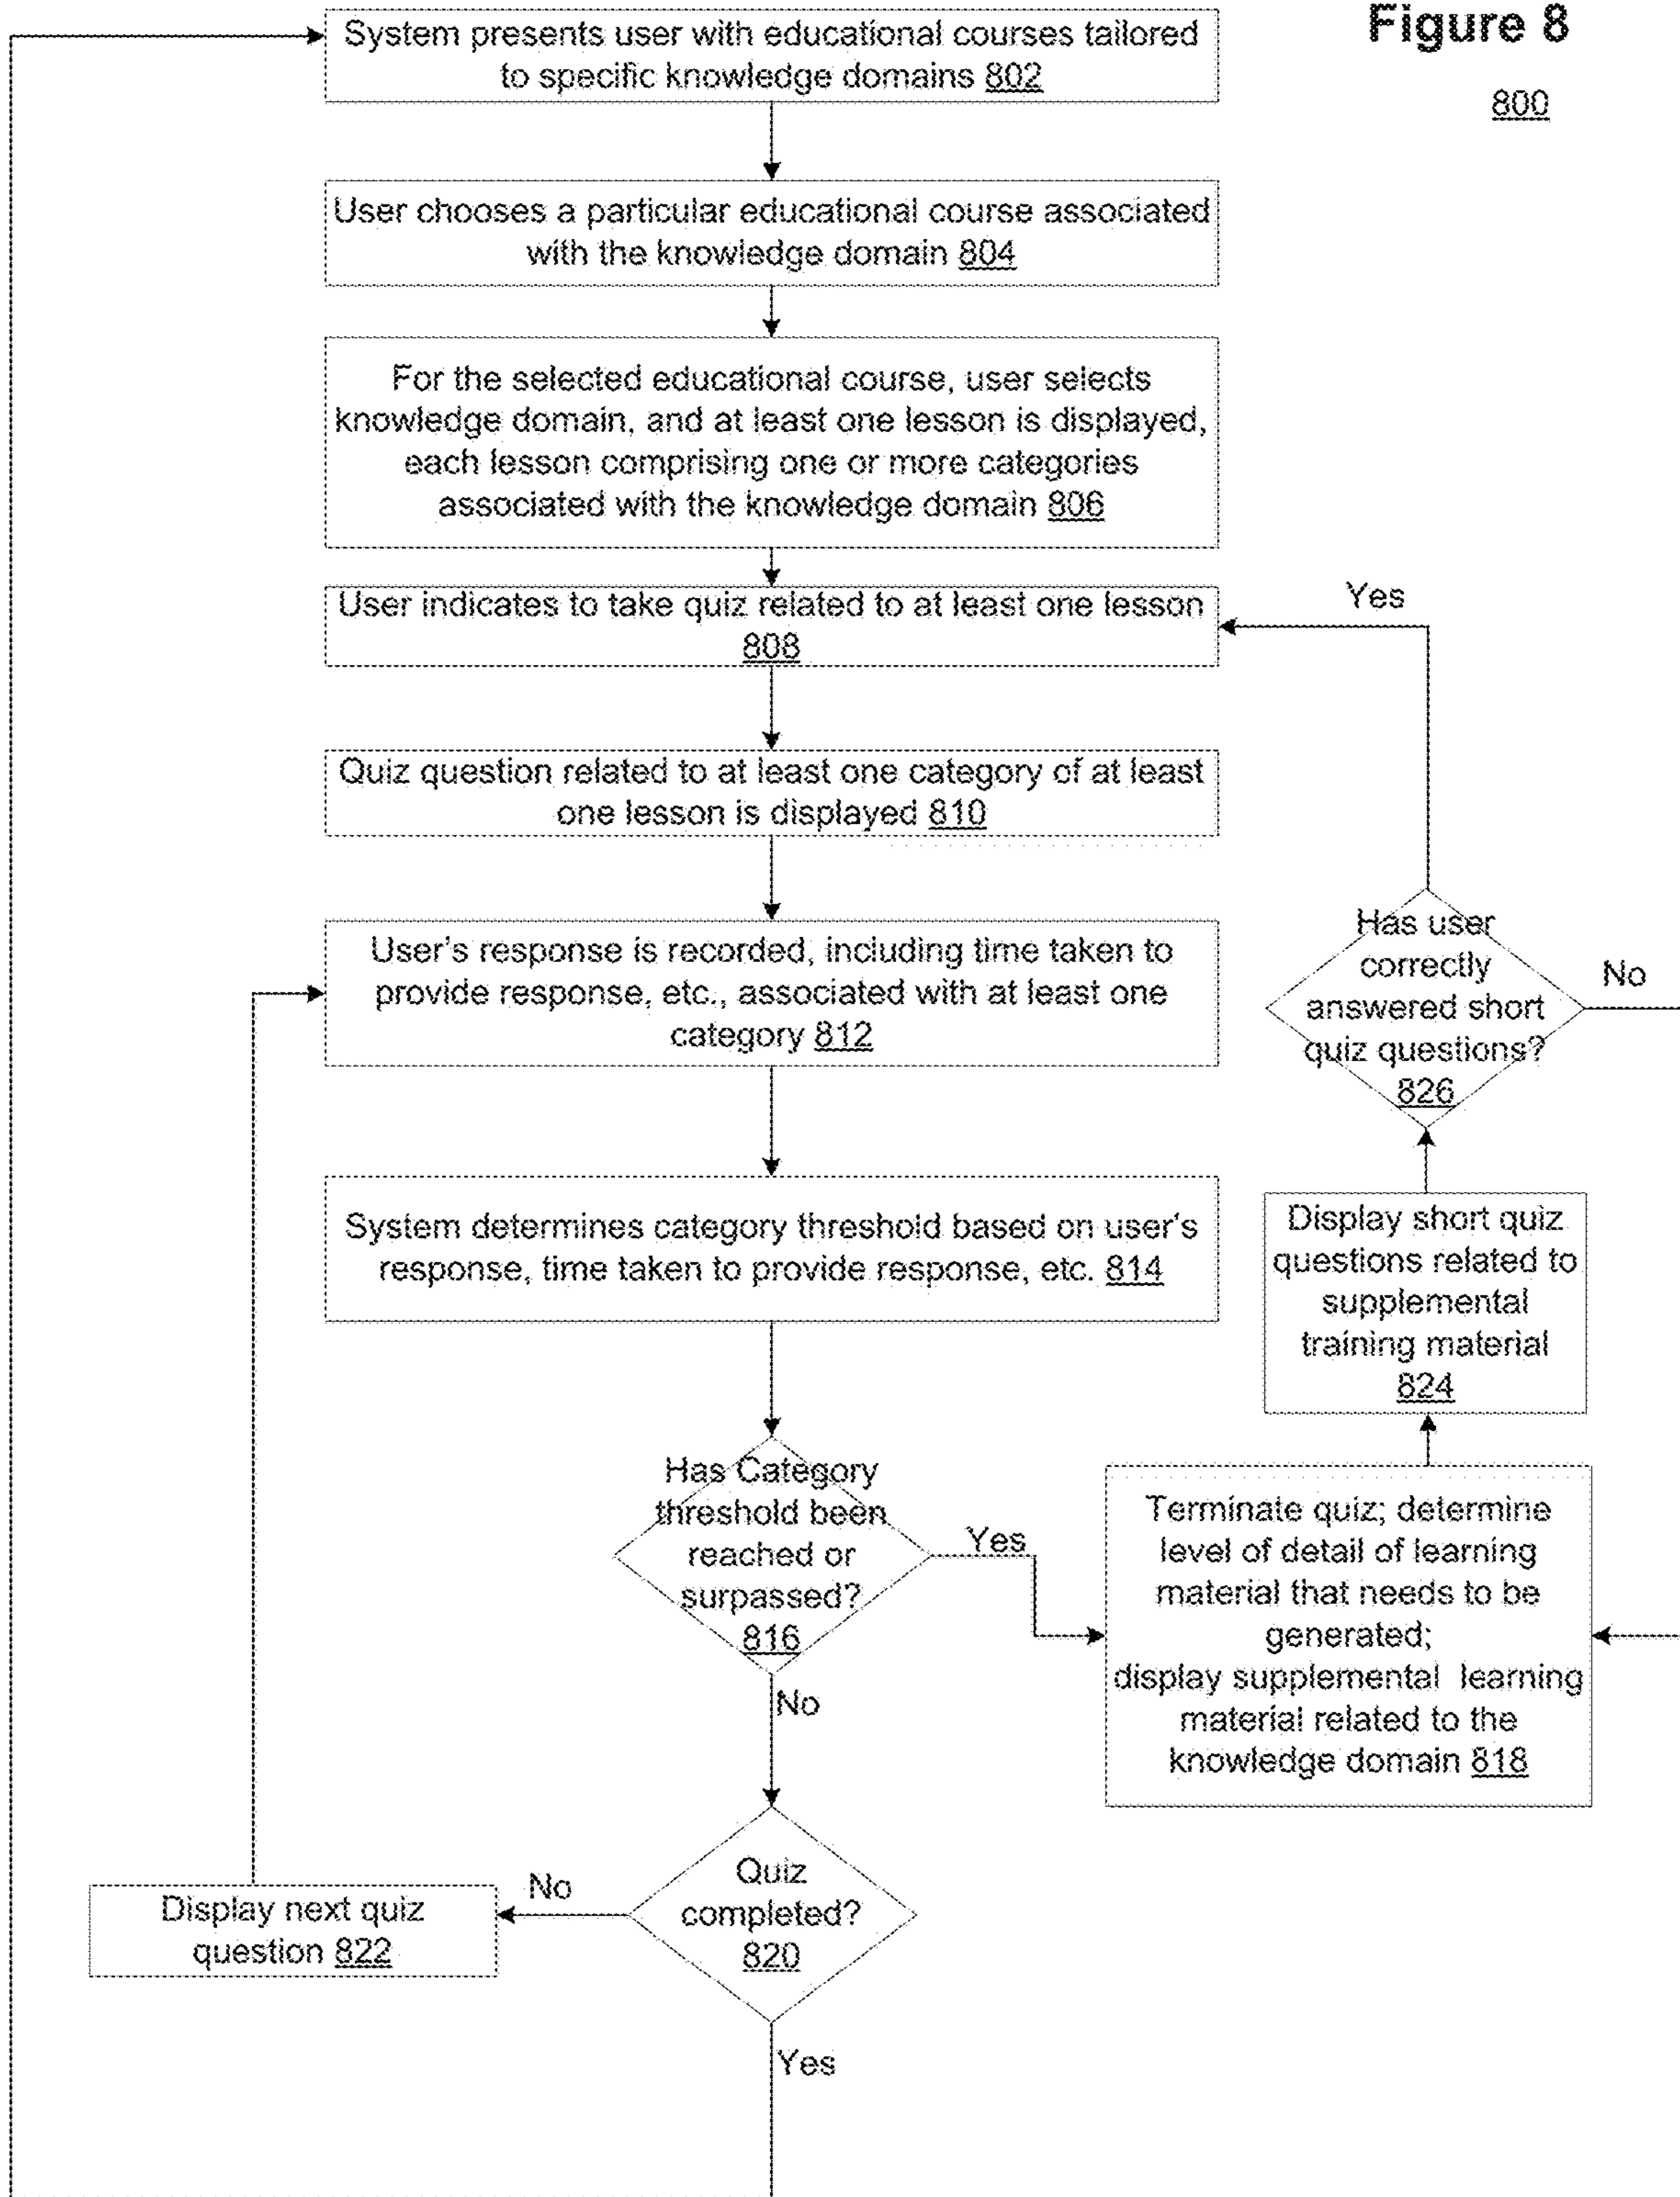 Figure 8
800
System presents user with educational courses tailored
to specific knowledge domains 802
User chooses a particular educational course associated
with the knowledge domain 804
For the selected educational course, user selects
knowledge domain, and at least one lesson is displayed,
each lesson comprising one or more categories
associated with the knowledge domain 806
User indicates to take quiz related to at least one lesson
808
Yes
Quiz question related to at least one category of at least
one lesson is displayed 810
User's response is recorded, including time taken to
provide response, etc., associated with at least one
category 812
Has user
correctly
answered short
quiz questions?
826
No
System determines category threshold based on user's
response, time taken to provide response, etc. 814
Display short quiz
questions related to
supplemental
training material
824
Has Category
threshold been
reached or
surpassed?
816
Yes
No
Terminate quiz; determine
level of detail of learning
material that needs to be
generated;
display supplemental learning
material related to the
knowledge domain 818
Quiz
completed?
820
No
Display next quiz
question 822
Yes